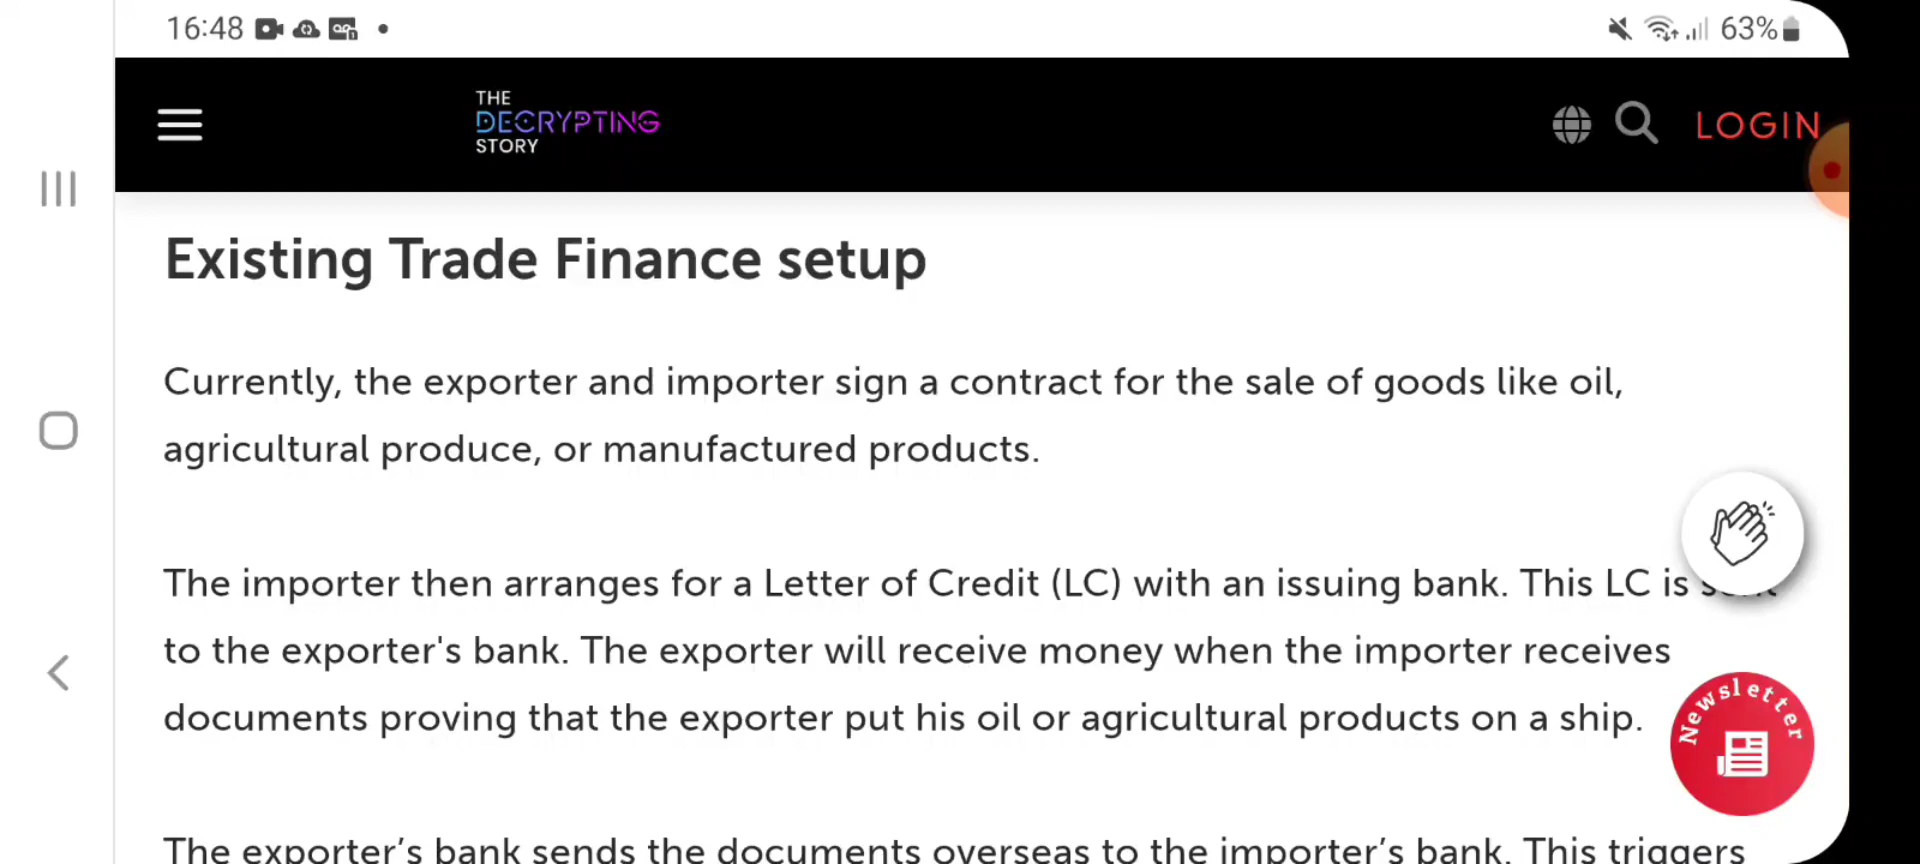 16:48
63%
THE
DECRYPTING
STORY
LOGIN
Existing Trade Finance setup
Currently, the exporter and importer sign a contract for the sale of goods like oil,
agricultural produce, or manufactured products.
The importer then arranges for a Letter of Credit (LC) with an issuing bank. This LC is
to the exporter's bank. The exporter will receive money when the importer receives
documents proving that the exporter put his oil or agricultural products on a ship.
Newsletter
The exporter’s bank sends the documents overseas to the importer’s bank. This triggers